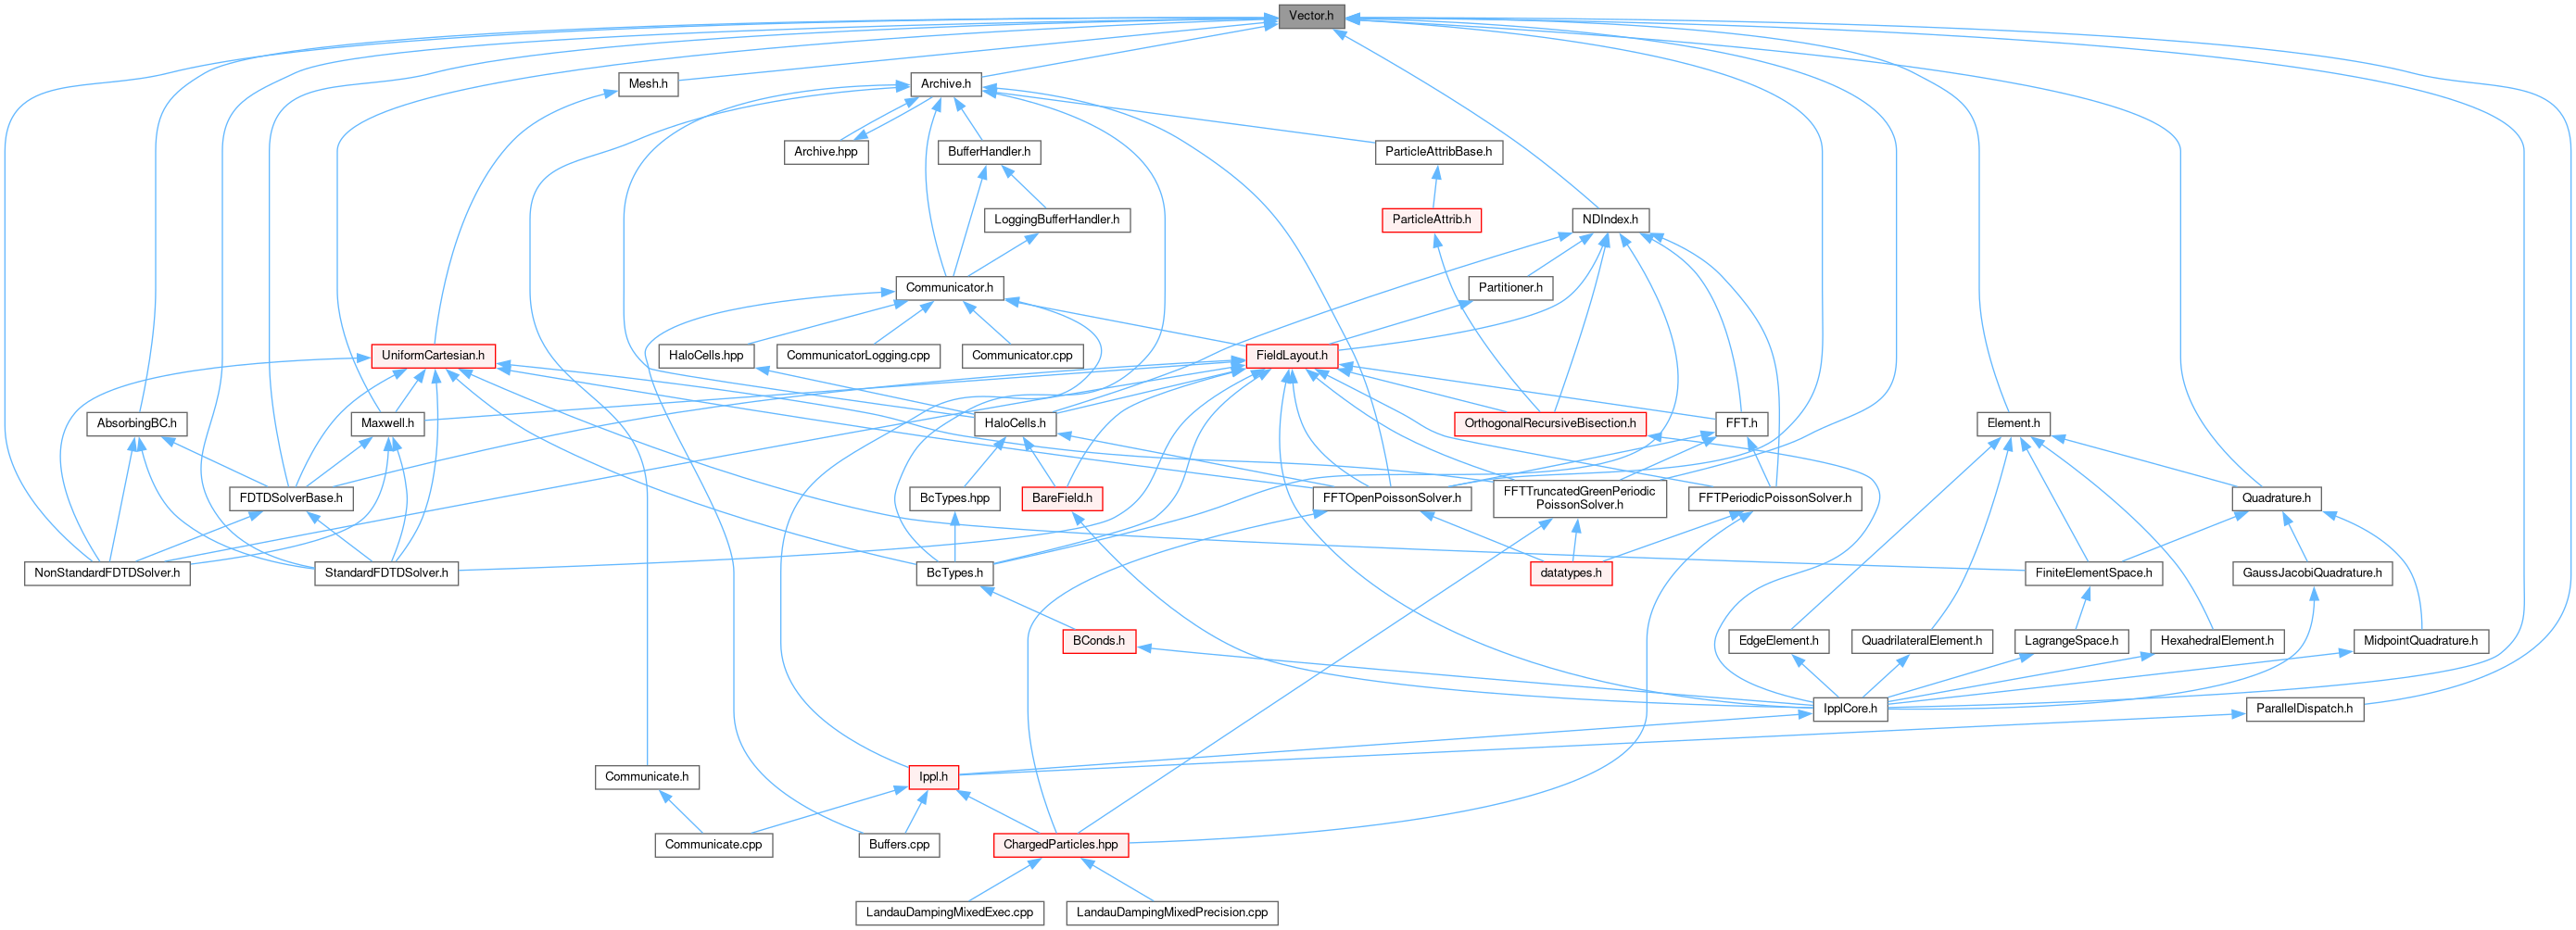 Vector.h
Mesh.h
Archive.h
Archive.hpp
BufferHandler.h
ParticleAttribBase.h
LoggingBufferHandler.h
ParticleAttrib.h
NDIndex.h
Communicator.h
Partitioner.h
UniformCartesian.h
HaloCells.hpp
CommunicatorLogging.cpp
Communicator.cpp
FieldLayout.h
AbsorbingBC.h
Maxwell.h
HaloCells.h
OrthogonalRecursiveBisection.h
FFT.h
Element.h
FDTDSolverBase.h
BcTypes.hpp
BareField.h
FFTOpenPoissonSolver.h
FFTTruncatedGreenPeriodic
PoissonSolver.h
FFTPeriodicPoissonSolver.h
Quadrature.h
NonStandardFDTDSolver.h
StandardFDTDSolver.h
BcTypes.h
datatypes.h
FiniteElementSpace.h
GaussJacobiQuadrature.h
BConds.h
EdgeElement.h
QuadrilateralElement.h
LagrangeSpace.h
HexahedralElement.h
MidpointQuadrature.h
IpplCore.h
ParallelDispatch.h
Communicate.h
Ippl.h
Communicate.cpp
Buffers.cpp
ChargedParticles.hpp
LandauDampingMixedExec.cpp
LandauDampingMixedPrecision.cpp